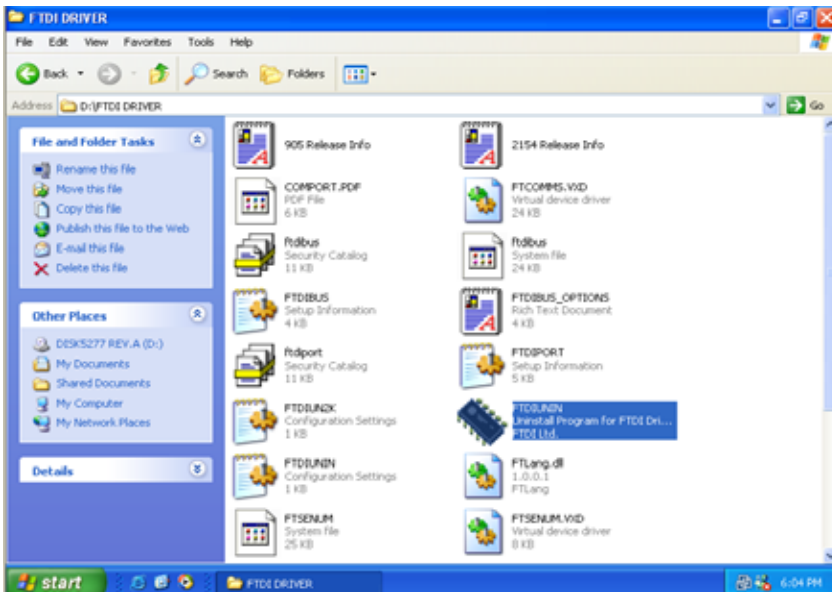 FTDI DRIVER
File Edit View Favorites Tools Help
Back Search Folders
Address D:\FTDI DRIVER Go
File and Folder Tasks
Rename this file
Move this file
Copy this file
Publish this file to the Web
E-mail this file
Delete this file
Other Places
DISK5277 REV.A (D:)
My Documents
Shared Documents
My Computer
My Network Places
Details
905 Release Info
2154 Release Info
COMPORT.PDF
PDF File
6 KB
FTCOMMS.VXD
Virtual device driver
24 KB
ftdibus
Security Catalog
11 KB
ftdibus
System file
24 KB
FTDIBUS
Setup Information
4 KB
FTDIBUS_OPTIONS
Rich Text Document
4 KB
ftdiport
Security Catalog
11 KB
FTDIPORT
Setup Information
5 KB
FTDIUN2K
Configuration Settings
1 KB
FTDIUNIN
Uninstall Program for FTDI Dri...
FTDI Ltd.
FTDIUNIN
Configuration Settings
1 KB
FTLang.dll
1.0.0.1
FTLang
FTSENUM
System file
25 KB
FTSENUM.VXD
Virtual device driver
8 KB
start FTDI DRIVER 6:04 PM